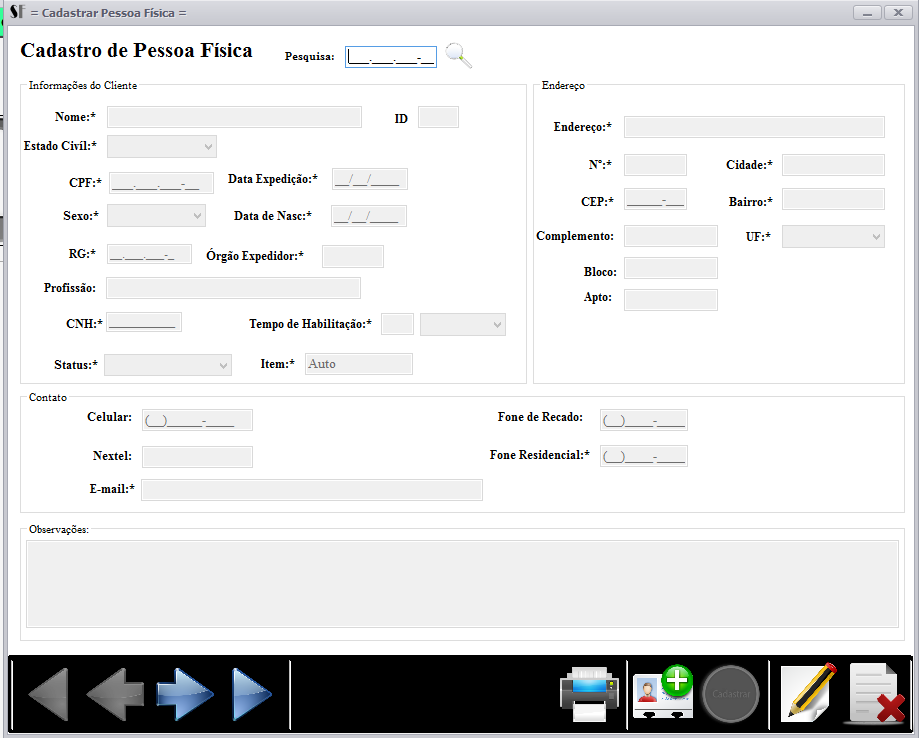 SF = Cadastrar Pessoa Física =
Cadastro de Pessoa Física
Pesquisa: ___.___.___-__
Informações do Cliente
Nome:*
ID
Estado Civíl:*
CPF:* ___.___.___-__
Data Expedição:* __/__/____
Sexo:*
Data de Nasc:* __/__/____
RG:* __.___.___-_
Órgão Expedidor:*
Profissão:
CNH:* ___________
Tempo de Habilitação:*
Status:*
Item:* Auto
Endereço
Endereço:*
Nº:*
Cidade:*
CEP:* _____-___
Bairro:*
Complemento:
UF:*
Bloco:
Apto:
Contato
Celular: (__)_____-____
Fone de Recado: (__)____-____
Nextel:
Fone Residencial:* (__)____-____
E-mail:*
Observações:
Cadastrar